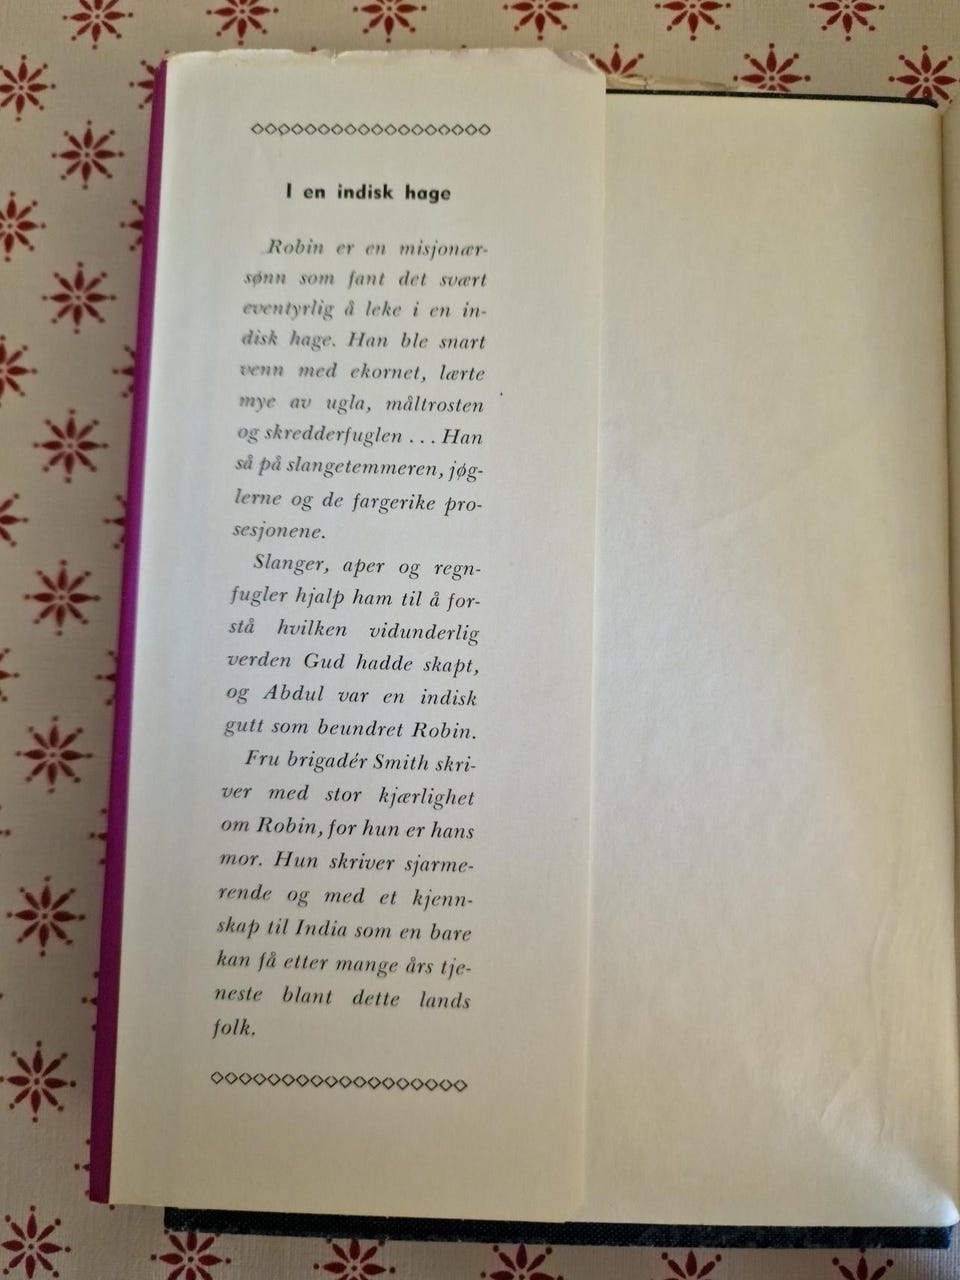 I en indisk hage
Robin er en misjonær-
sønn som fant det svært
eventyrlig å leke i en in-
disk hage. Han ble snart
venn med ekornet, lærte
mye av ugla, måltrosten
og skredderfuglen ... Han
så på slangetemmeren, jøg-
lerne og de fargerike pro-
sesjonene.
Slanger, aper og regn-
fugler hjalp ham til å for-
stå hvilken vidunderlig
verden Gud hadde skapt,
og Abdul var en indisk
gutt som beundret Robin.
Fru brigadér Smith skri-
ver med stor kjærlighet
om Robin, for hun er hans
mor. Hun skriver sjarme-
rende og med et kjenn-
skap til India som en bare
kan få etter mange års tje-
neste blant dette lands
folk.